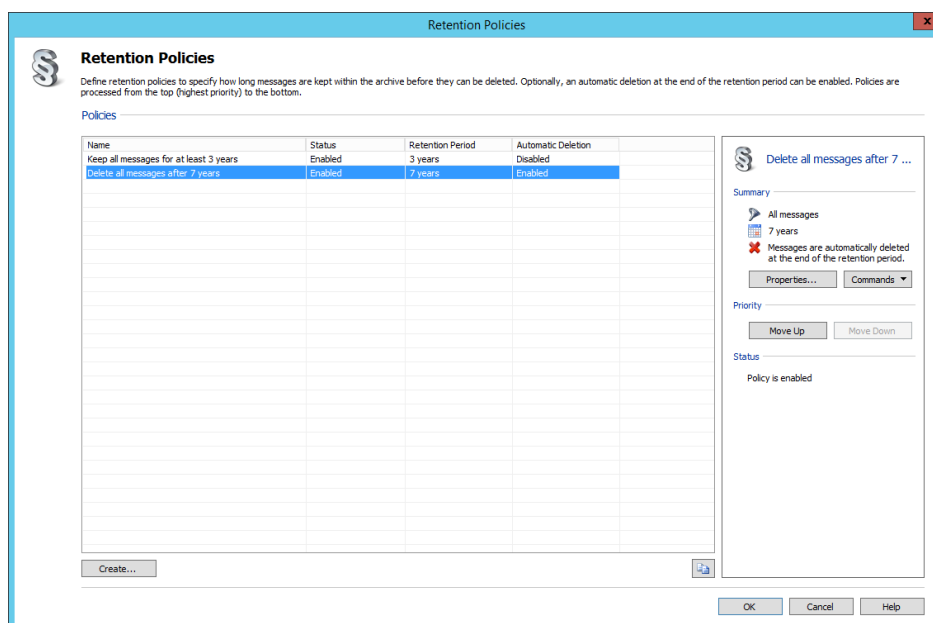 Retention Policies
x
Retention Policies
Define retention policies to specify how long messages are kept within the archive before they can be deleted. Optionally, an automatic deletion at the end of the retention period can be enabled. Policies are
processed from the top (highest priority) to the bottom.
Policies
Name Status Retention Period Automatic Deletion
Keep all messages for at least 3 years Enabled 3 years Disabled
Delete all messages after 7 years Enabled 7 years Enabled
Delete all messages after 7 ...
Summary
All messages
7 years
Messages are automatically deleted
at the end of the retention period.
Properties... Commands
Priority
Move Up Move Down
Status
Policy is enabled
Create...
OK Cancel Help